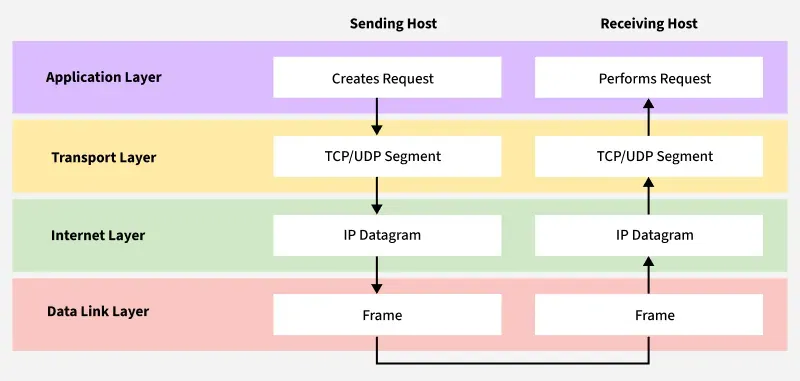 Sending Host
Receiving Host
Application Layer
Creates Request
Performs Request
Transport Layer
TCP/UDP Segment
TCP/UDP Segment
Internet Layer
IP Datagram
IP Datagram
Data Link Layer
Frame
Frame